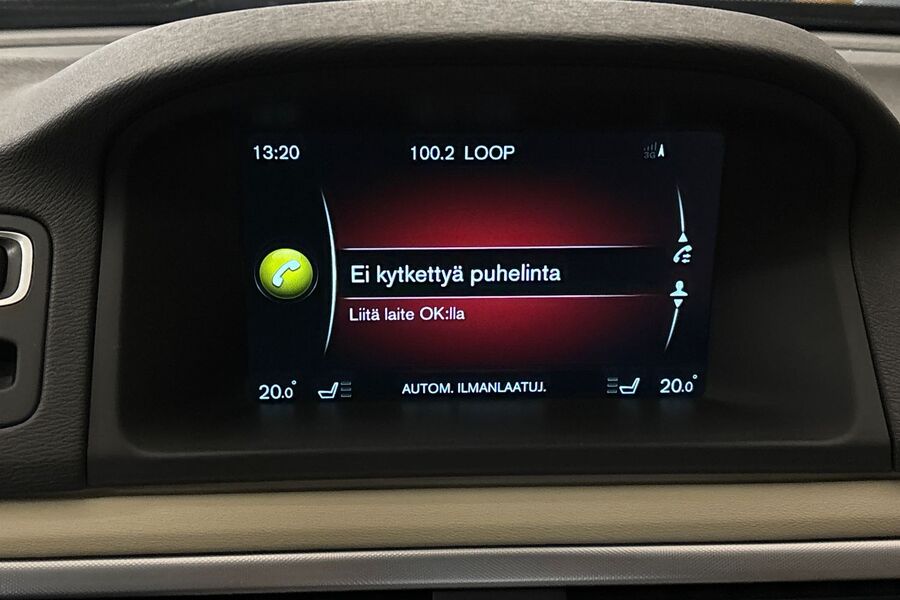 13:20
100.2 LOOP
3G
Ei kytkettyä puhelinta
Liitä laite OK:lla
20.0°
AUTOM. ILMANLAATUJ.
20.0°